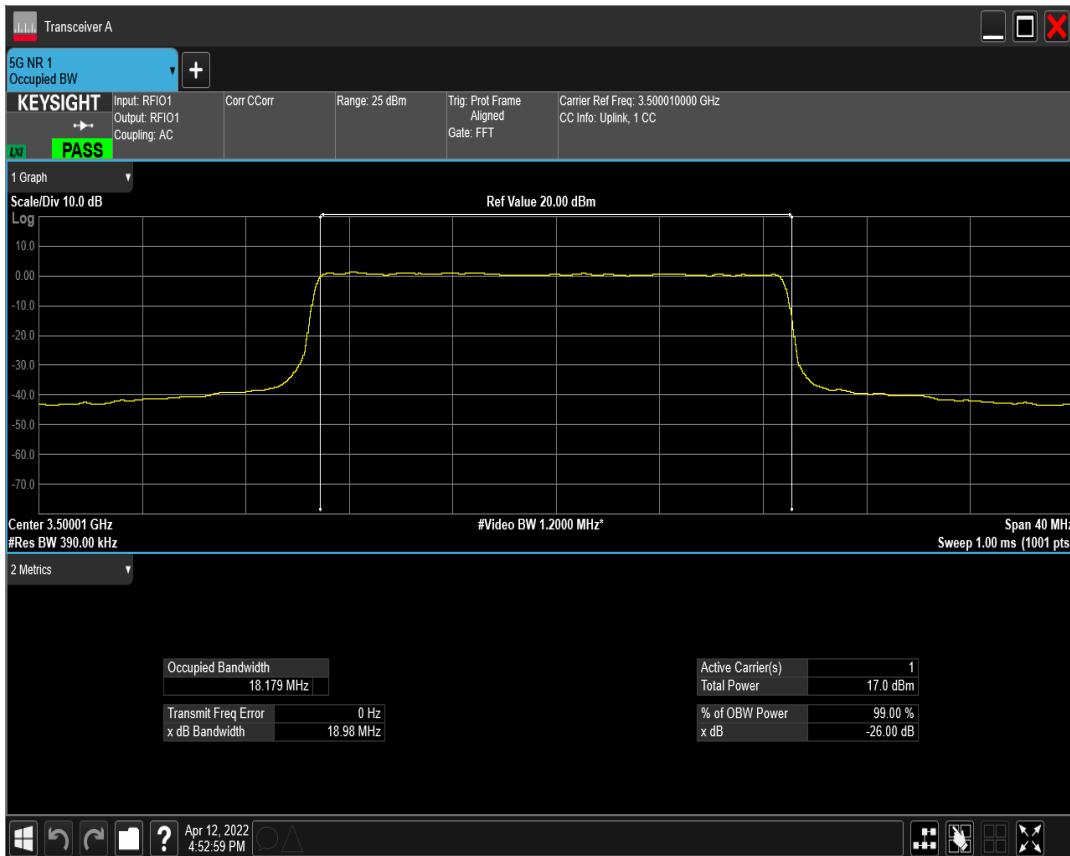 Transceiver A
5G NR 1
Occupied BW
+
KEYSIGHT
LXI
PASS
Input: RFIO1
Output: RFIO1
Coupling: AC
Corr CCorr
Range: 25 dBm
Trig: Prot Frame
Aligned
Gate: FFT
Carrier Ref Freq: 3.500010000 GHz
CC Info: Uplink, 1 CC
1 Graph
Scale/Div 10.0 dB
Ref Value 20.00 dBm
Log
10.0
0.00
-10.0
-20.0
-30.0
-40.0
-50.0
-60.0
-70.0
Center 3.50001 GHz
#Video BW 1.2000 MHz*
Span 40 MHz
#Res BW 390.00 kHz
Sweep 1.00 ms (1001 pts
2 Metrics
Occupied Bandwidth
18.179 MHz
Transmit Freq Error 0 Hz
x dB Bandwidth 18.98 MHz
Active Carrier(s) 1
Total Power 17.0 dBm
% of OBW Power 99.00 %
x dB -26.00 dB
?
Apr 12, 2022
4:52:59 PM